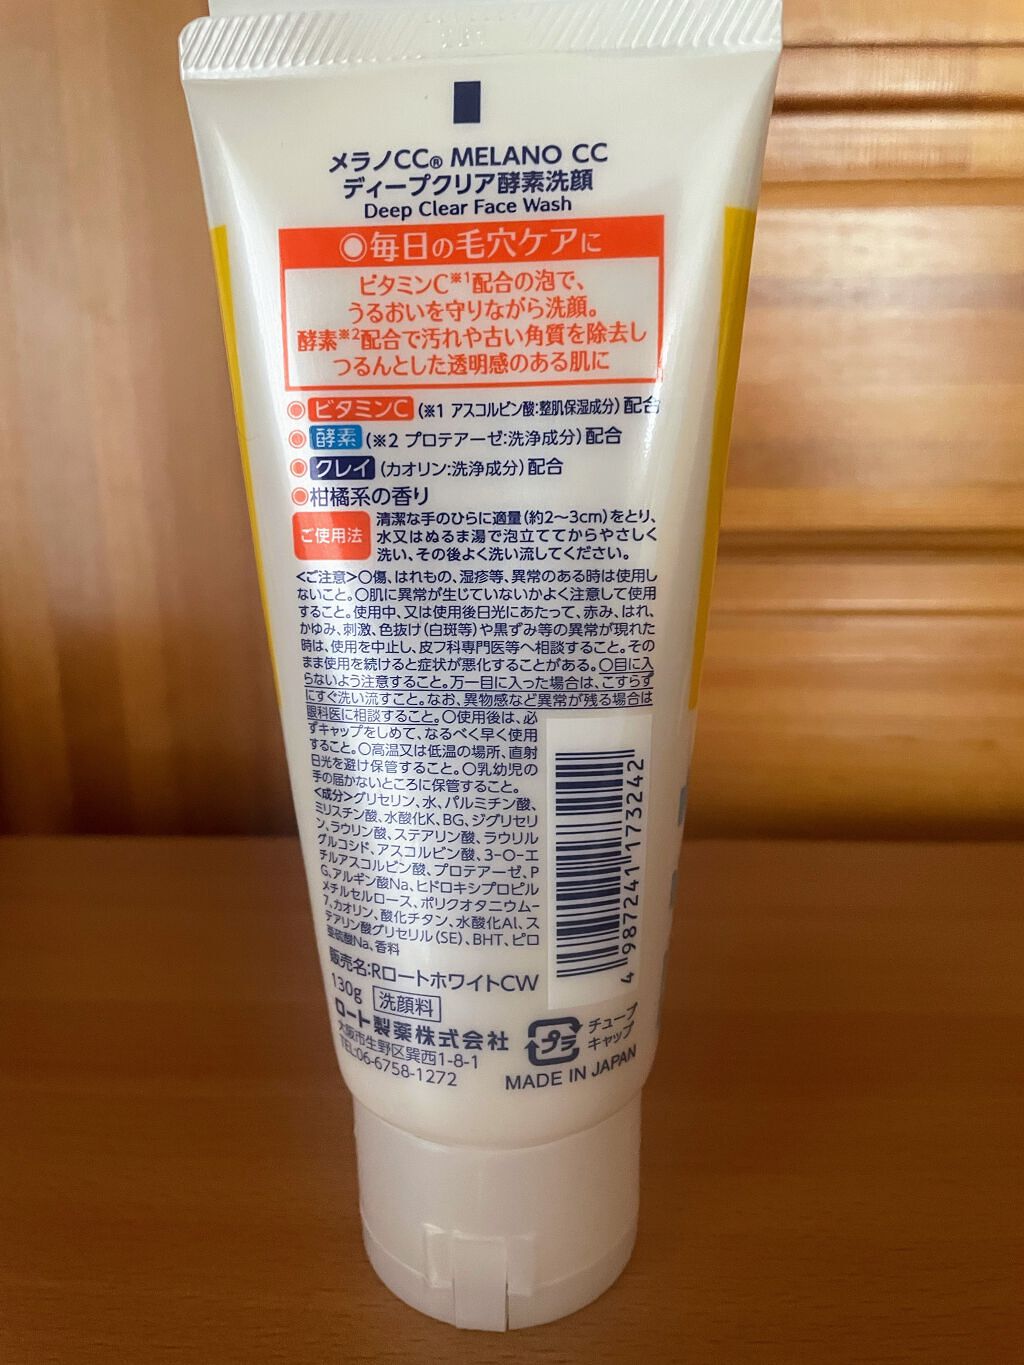 メラノCC® MELANO CC
ディープクリア酵素洗顔
Deep Clear Face Wash
◉毎日の毛穴ケアに
ビタミンC※1配合の泡で、
うるおいを守りながら洗顔。
酵素※2配合で汚れや古い角質を除去し
つるんとした透明感のある肌に
◉ビタミンC(※1 アスコルビン酸:整肌保湿成分)配合
◉酵素(※2 プロテアーゼ:洗浄成分)配合
◉クレイ(カオリン:洗浄成分)配合
◉柑橘系の香り
ご使用法
清潔な手のひらに適量(約2〜3cm)をとり、
水又はぬるま湯で泡立ててからやさしく
洗い、その後よく洗い流してください。
<ご注意>○傷、はれもの、湿疹等、異常のある時は使用し
ないこと。○肌に異常が生じていないかよく注意して使用
すること。使用中、又は使用後日光にあたって、赤み、はれ、
かゆみ、刺激、色抜け(白斑等)や黒ずみ等の異常が現れた
時は、使用を中止し、皮フ科専門医等へ相談すること。その
まま使用を続けると症状が悪化することがある。○目に入
らないよう注意すること。万一目に入った場合は、こすらず
にすぐ洗い流すこと。なお、異物感など異常が残る場合は
眼科医に相談すること。○使用後は、必
ずキャップをしめて、なるべく早く使用
すること。○高温又は低温の場所、直射
日光を避け保管すること。○乳幼児の
手の届かないところに保管すること。
<成分>グリセリン、水、パルミチン酸、
ミリスチン酸、水酸化K、BG、ジグリセリ
ン、ラウリン酸、ステアリン酸、ラウリル
グルコシド、アスコルビン酸、3-O-エ
チルアスコルビン酸、プロテアーゼ、P
G、アルギン酸Na、ヒドロキシプロピル
メチルセルロース、ポリクオタニウム-
7、カオリン、酸化チタン、水酸化Al、ス
テアリン酸グリセリル(SE)、BHT、ピロ
亜硫酸Na、香料
4 987241 173242
販売名:RロートホワイトCW
130g 洗顔料
ロート製薬株式会社
大阪市生野区巽西1-8-1
TEL:06-6758-1272
プラ
チューブ
キャップ
MADE IN JAPAN